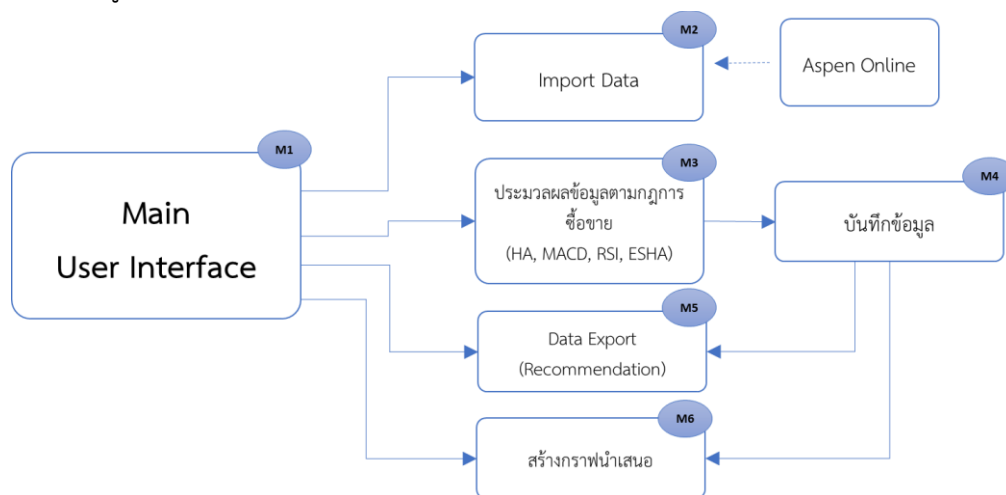 M2
Import Data
Aspen Online
M1
Main
User Interface
M3
ประมวลผลข้อมูลตามกฎการ
ซื้อขาย
(HA, MACD, RSI, ESHA)
M4
บันทึกข้อมูล
M5
Data Export
(Recommendation)
M6
สร้างกราฟนำเสนอ